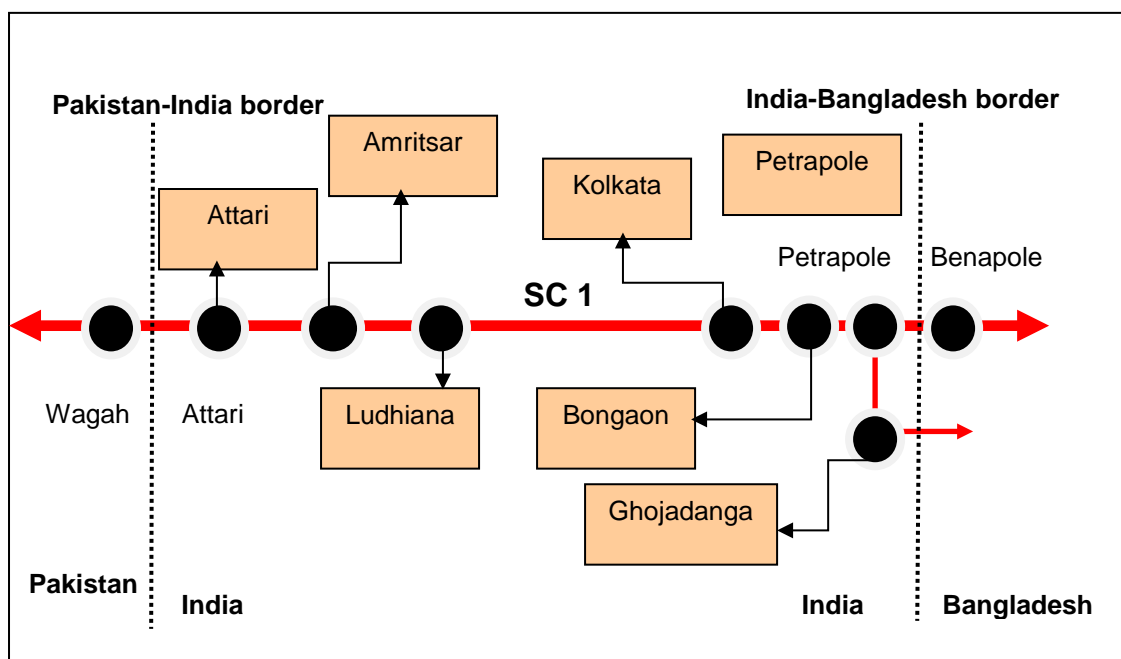 Pakistan-India border
India-Bangladesh border
Amritsar
Petrapole
Kolkata
Attari
Petrapole
Benapole
SC 1
Wagah
Attari
Ludhiana
Bongaon
Ghojadanga
Pakistan
India
India
Bangladesh